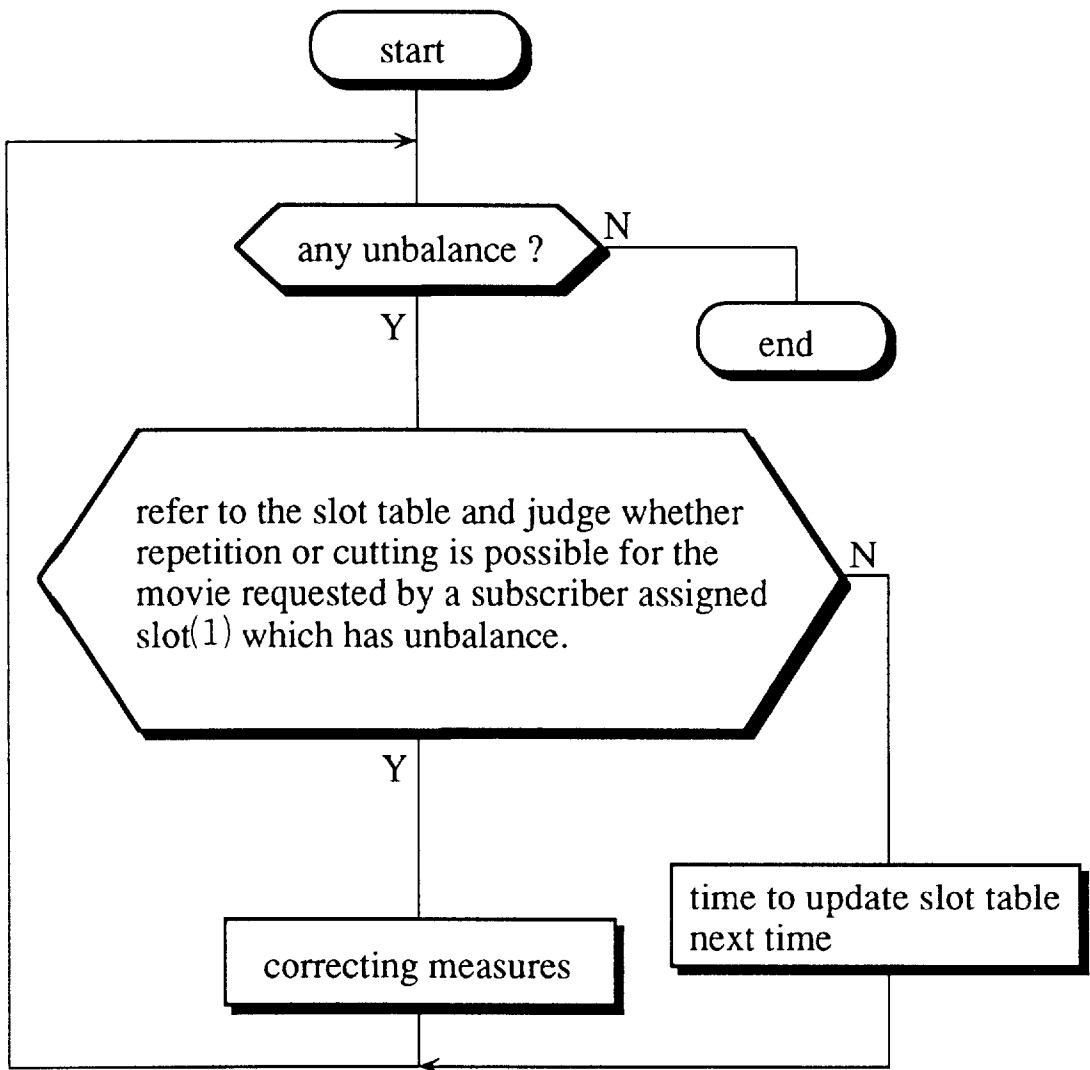 start
any unbalance ?
N
end
Y
refer to the slot table and judge whether
repetition or cutting is possible for the
movie requested by a subscriber assigned
slot(1) which has unbalance.
N
Y
time to update slot table
next time
correcting measures